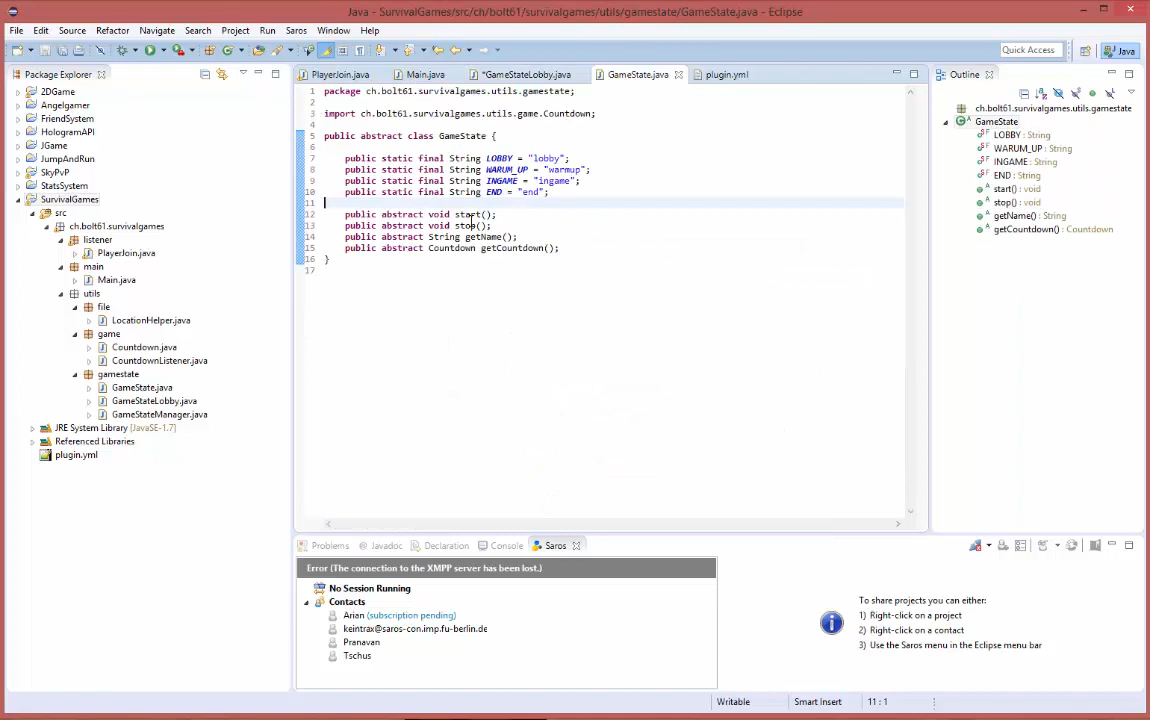 Java - SurvivalGames/src/ch/bolt61/survivalgames/utils/gamestate/GameState.java - Eclipse
File Edit Source Refactor Navigate Search Saros Project Run Saros Window Help
Quick Access
Java
Package Explorer
2DGame
Angelgamer
FriendSystem
HologramAPI
JGame
JumpAndRun
SkyPvP
StatsSystem
SurvivalGames
src
ch.bolt61.survivalgames
listener
PlayerJoin.java
main
Main.java
utils
file
LocationHelper.java
game
Countdown.java
CountdownListener.java
gamestate
GameState.java
GameStateLobby.java
GameStateManager.java
JRE System Library [JavaSE-1.7]
Referenced Libraries
plugin.yml
PlayerJoin.java Main.java *GameStateLobby.java GameState.java plugin.yml
1 package ch.bolt61.survivalgames.utils.gamestate;
2
3 import ch.bolt61.survivalgames.utils.game.Countdown;
4
5 public abstract class GameState {
6
7 public static final String LOBBY = "lobby";
8 public static final String WARUM_UP = "warmup";
9 public static final String INGAME = "ingame";
10 public static final String END = "end";
11
12 public abstract void start();
13 public abstract void stop();
14 public abstract String getName();
15 public abstract Countdown getCountdown();
16 }
17
Outline
ch.bolt61.survivalgames.utils.gamestate
GameState
LOBBY : String
WARUM_UP : String
INGAME : String
END : String
start() : void
stop() : void
getName() : String
getCountdown() : Countdown
Problems Javadoc Declaration Console Saros
Error (The connection to the XMPP server has been lost.)
No Session Running
Contacts
Arian (subscription pending)
keintrax@saros-con.imp.fu-berlin.de
Pranavan
Tschus
To share projects you can either:
1) Right-click on a project
2) Right-click on a contact
3) Use the Saros menu in the Eclipse menu bar
Writable Smart Insert 11 : 1